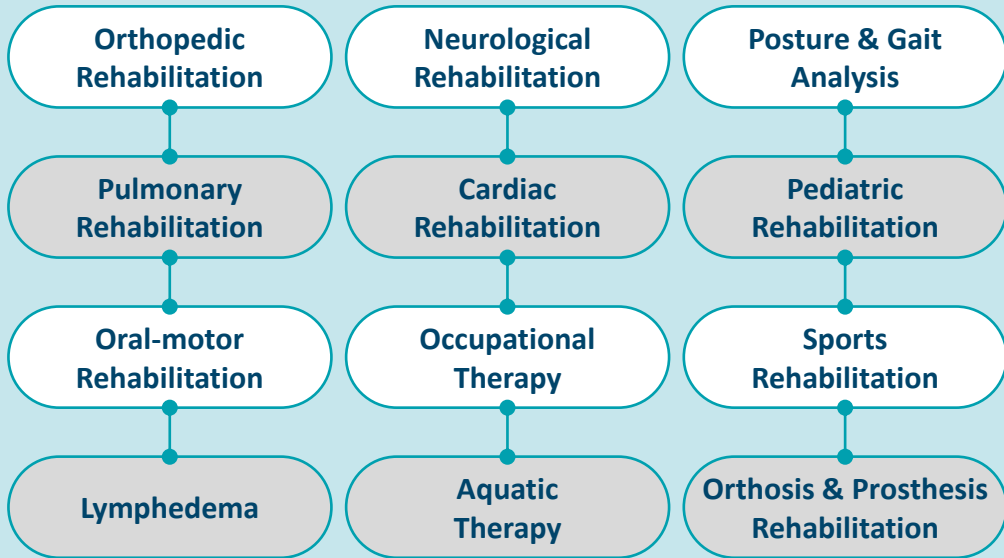 Orthopedic
Rehabilitation
Neurological
Rehabilitation
Posture & Gait
Analysis
Pulmonary
Rehabilitation
Cardiac
Rehabilitation
Pediatric
Rehabilitation
Oral-motor
Rehabilitation
Occupational
Therapy
Sports
Rehabilitation
Lymphedema
Aquatic
Therapy
Orthosis & Prosthesis
Rehabilitation